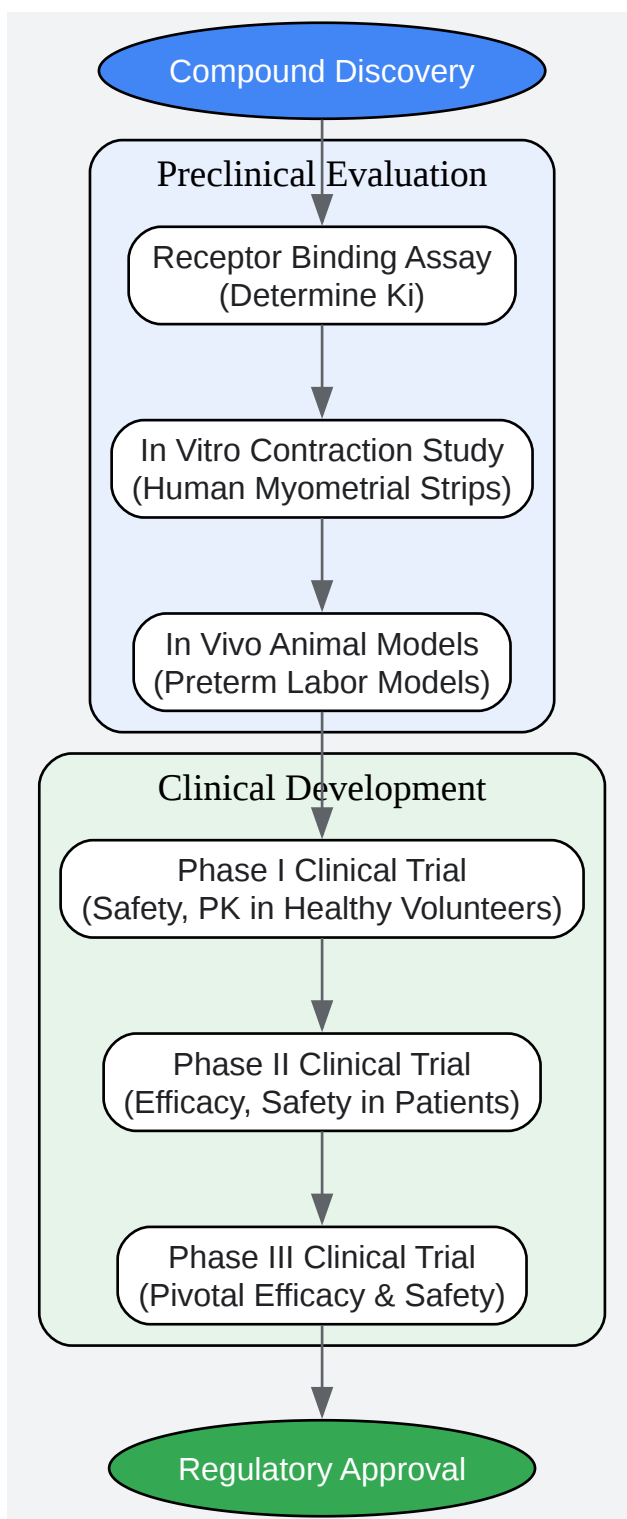 Compound Discovery
Preclinical Evaluation
Receptor Binding Assay
(Determine Ki)
In Vitro Contraction Study
(Human Myometrial Strips)
In Vivo Animal Models
(Preterm Labor Models)
Clinical Development
Phase I Clinical Trial
(Safety, PK in Healthy Volunteers)
Phase II Clinical Trial
(Efficacy, Safety in Patients)
Phase III Clinical Trial
(Pivotal Efficacy & Safety)
Regulatory Approval